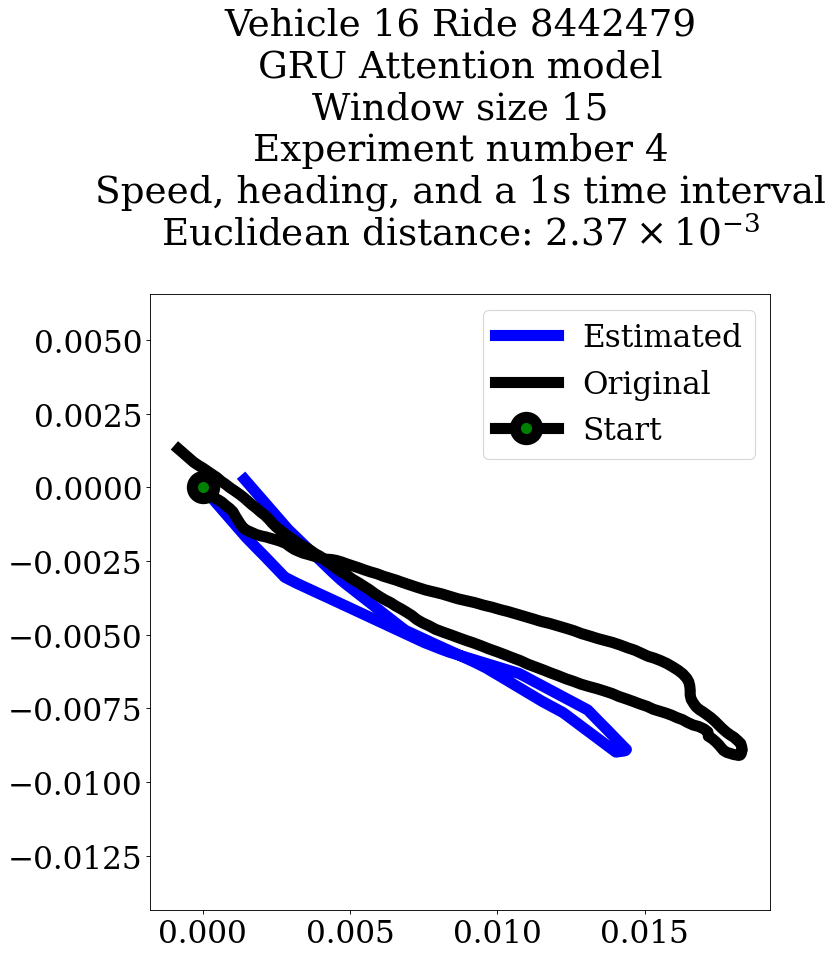 Vehicle 16 Ride 8442479
GRU Attention model
Window size 15
Experiment number 4
Speed, heading, and a 1s time interval
Euclidean distance: 2.37 × 10⁻³
Estimated
Original
Start
0.0050
0.0025
0.0000
−0.0025
−0.0050
−0.0075
−0.0100
−0.0125
0.000 0.005 0.010 0.015